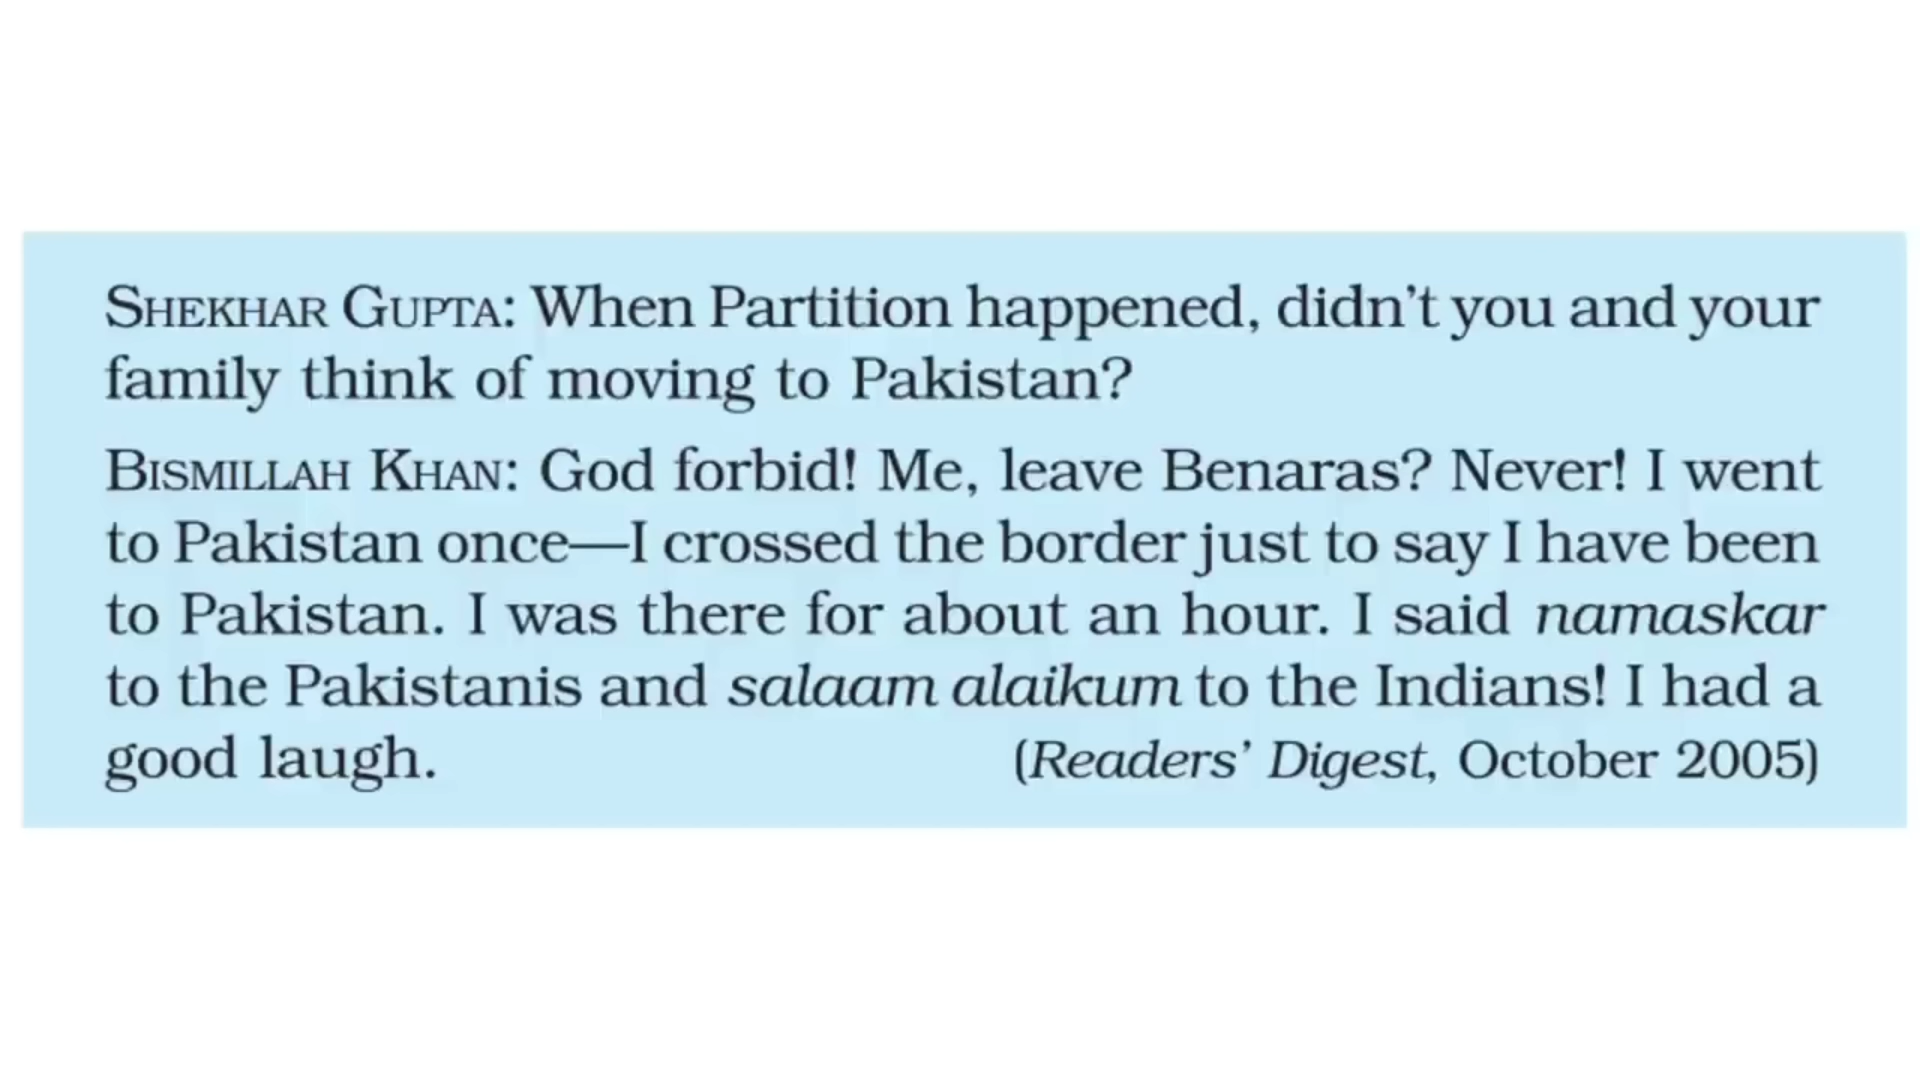 SHEKHAR GUPTA: When Partition happened, didn't you and your
family think of moving to Pakistan?
BISMILLAH KHAN: God forbid! Me, leave Benaras? Never! I went
to Pakistan once—I crossed the border just to say I have been
to Pakistan. I was there for about an hour. I said namaskar
to the Pakistanis and salaam alaikum to the Indians! I had a
good laugh. (Readers' Digest, October 2005)